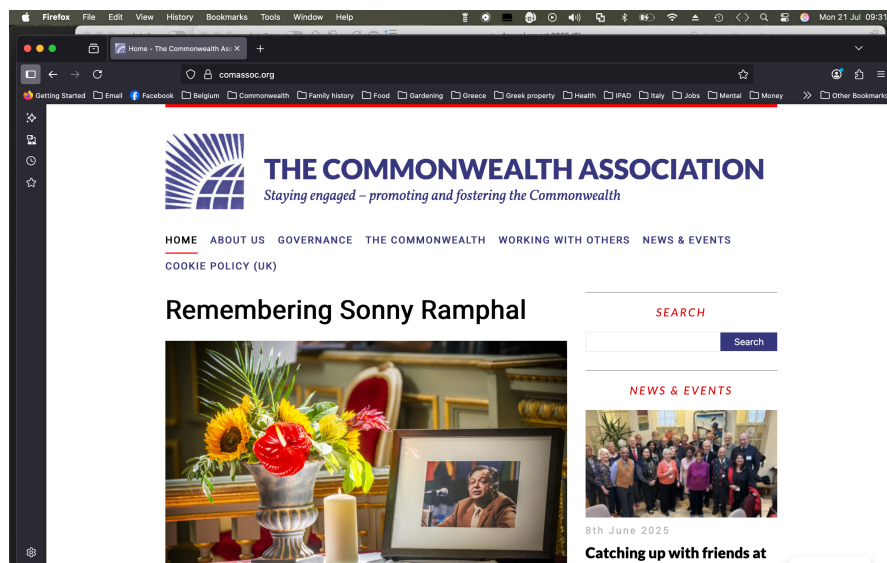 Firefox File Edit View History Bookmarks Tools Window Help Mon 21 Jul 09:31
Home - The Commonwealth Ass
comassoc.org
Getting Started Email Facebook Belgium Commonwealth Family history Food Gardening Greece Greek property Health IPAD Italy Jobs Mental Money Other Bookmarks
THE COMMONWEALTH ASSOCIATION
Staying engaged – promoting and fostering the Commonwealth
HOME ABOUT US GOVERNANCE THE COMMONWEALTH WORKING WITH OTHERS NEWS & EVENTS
COOKIE POLICY (UK)
Remembering Sonny Ramphal
SEARCH
Search
NEWS & EVENTS
8th June 2025
Catching up with friends at